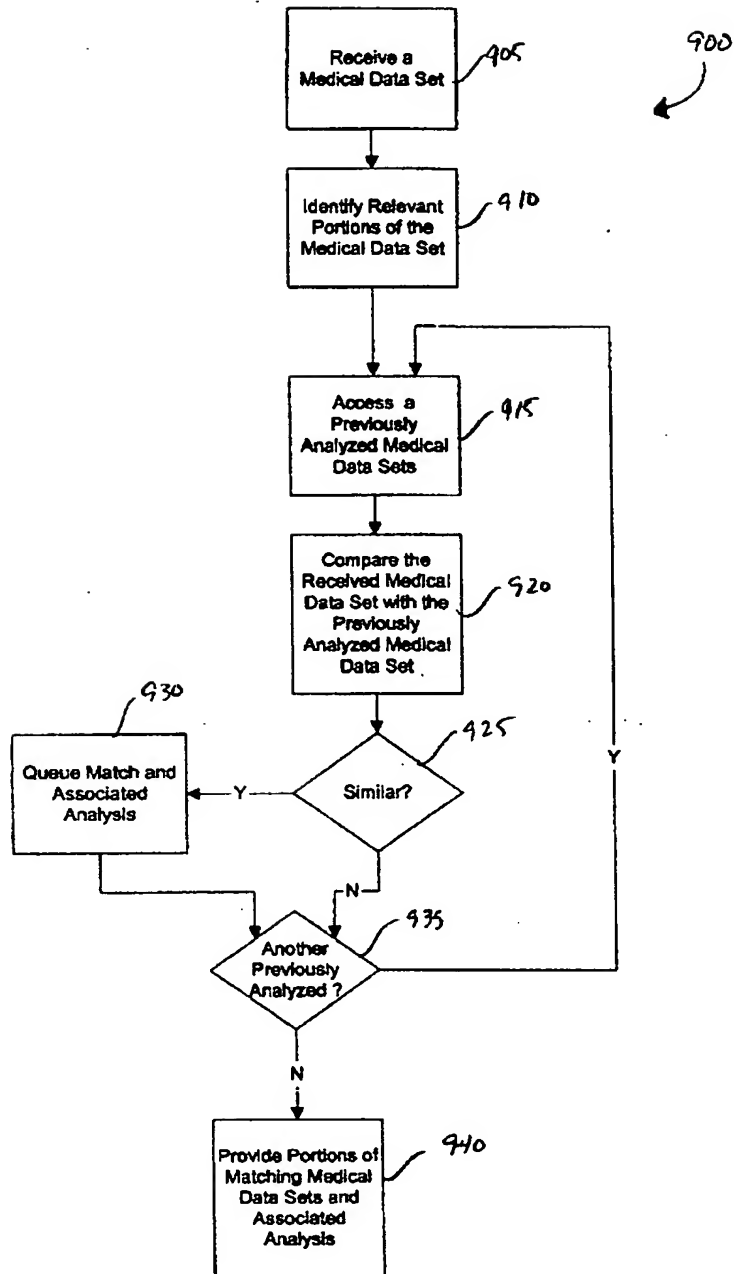 Receive a
Medical Data Set
905
900
Identify Relevant
Portions of the
Medical Data Set
910
Access a
Previously
Analyzed Medical
Data Sets
915
Compare the
Received Medical
Data Set with the
Previously
Analyzed Medical
Data Set
920
930
925
Queue Match and
Associated
Analysis
Y
Similar?
Y
N
935
Another
Previously
Analyzed ?
N
Provide Portions of
Matching Medical
Data Sets and
Associated
Analysis
940